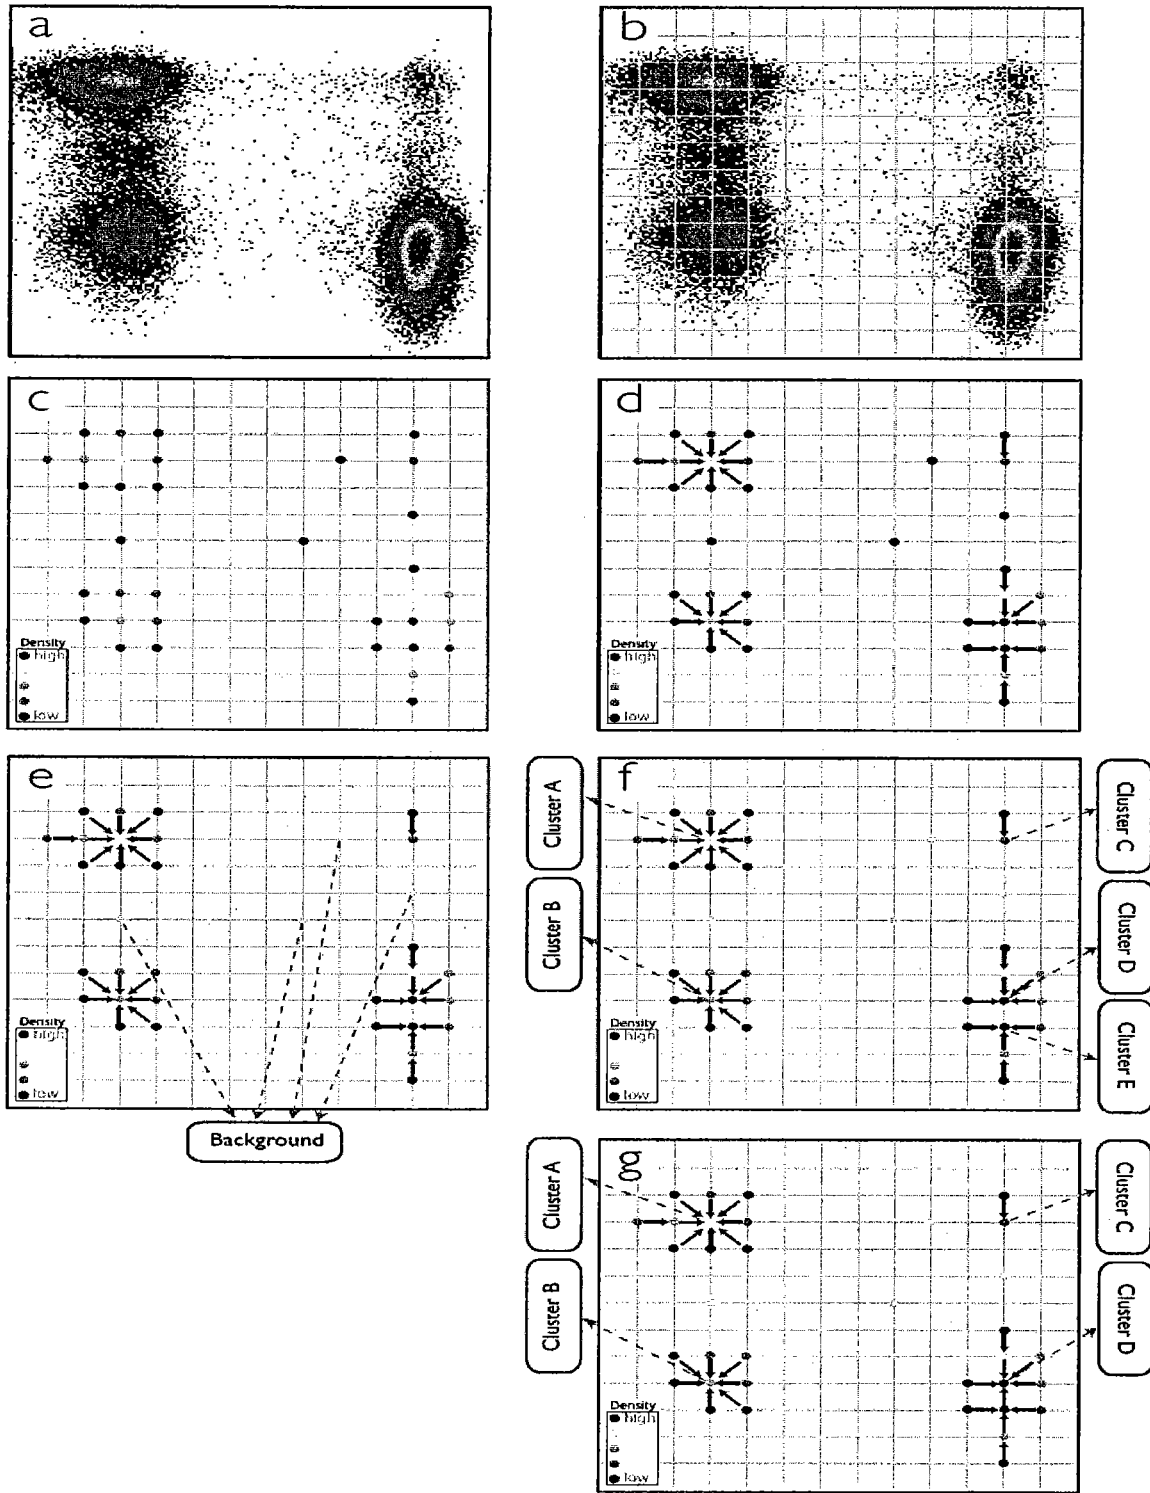 a
b
c
Density
high
low
d
Density
high
low
e
Density
high
low
Background
f
Cluster A
Cluster B
Cluster C
Cluster D
Cluster E
Density
high
low
g
Cluster A
Cluster B
Cluster C
Cluster D
Density
high
low